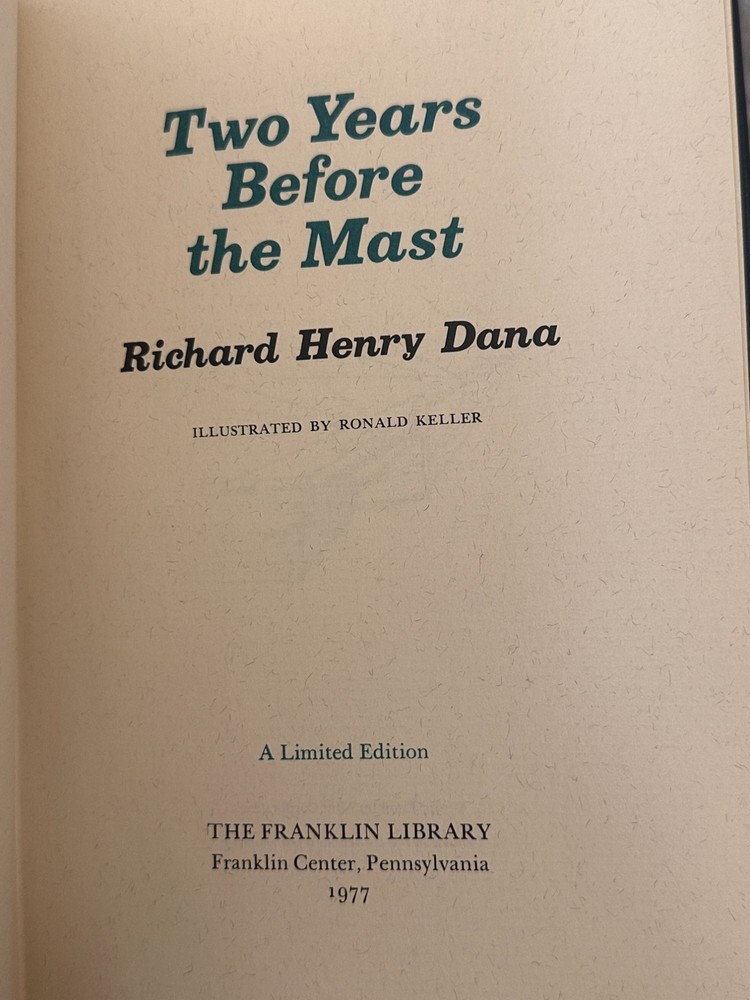 Two Years
Before
the Mast
Richard Henry Dana
ILLUSTRATED BY RONALD KELLER
A Limited Edition
THE FRANKLIN LIBRARY
Franklin Center, Pennsylvania
1977